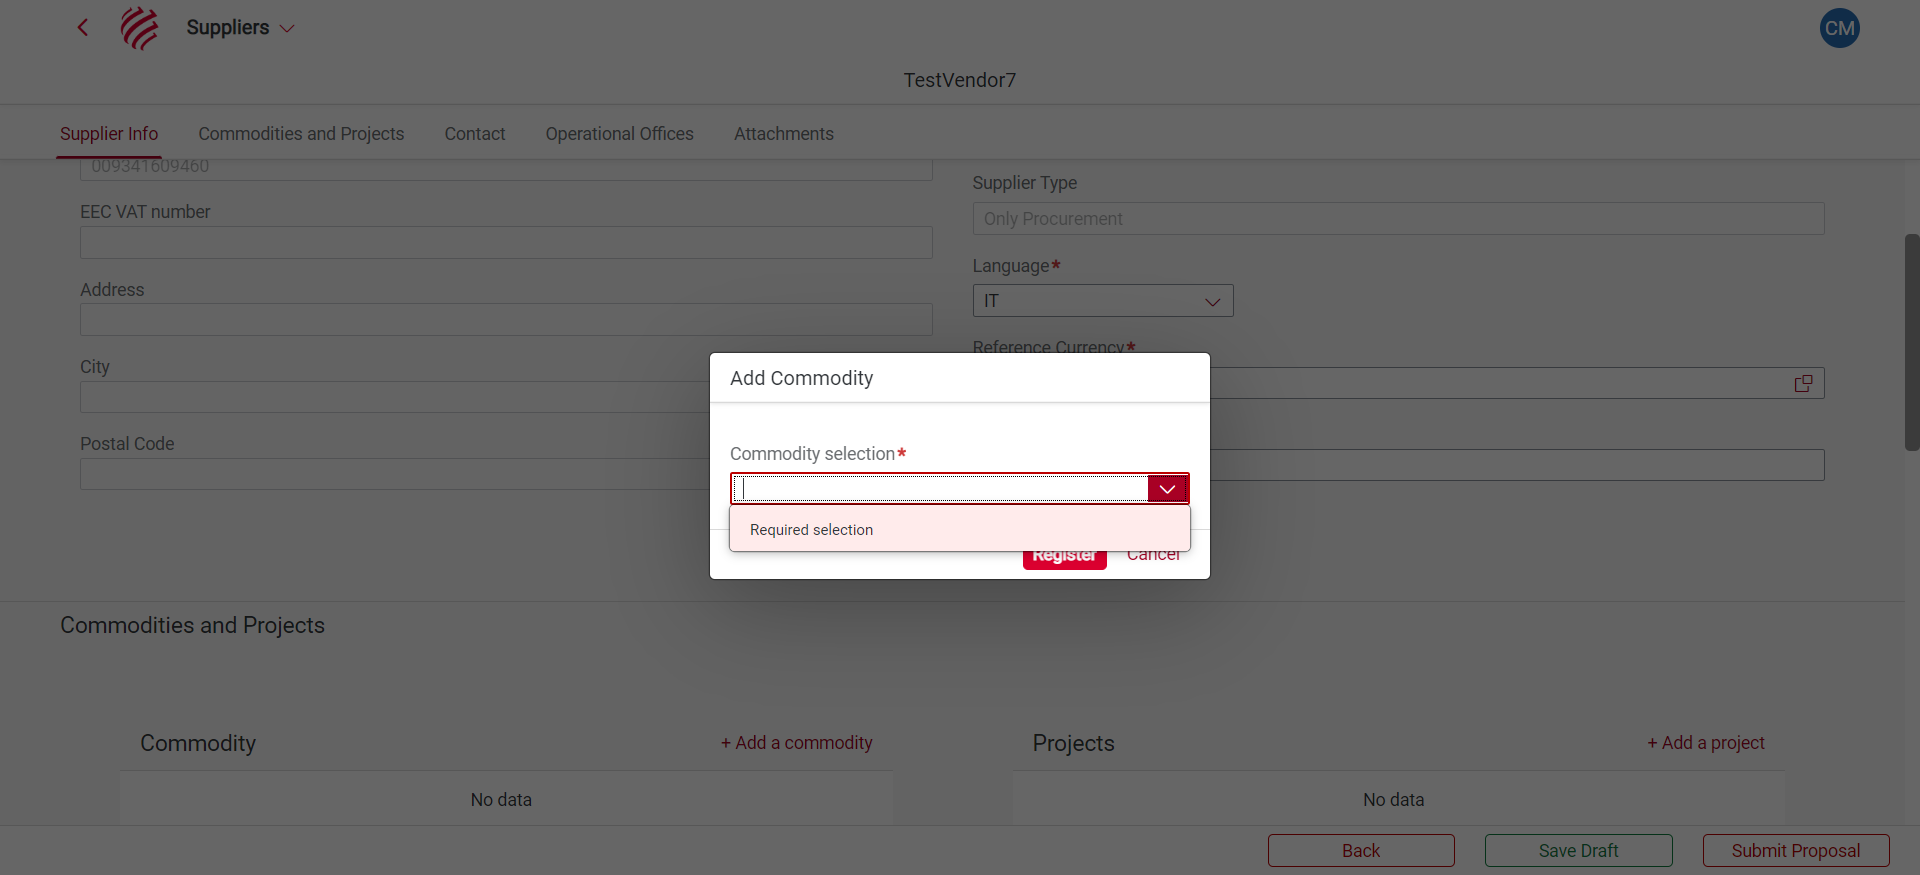 Suppliers
CM
TestVendor7
Supplier Info
Commodities and Projects
Contact
Operational Offices
Attachments
009341609460
EEC VAT number
Address
City
Postal Code
Supplier Type
Only Procurement
Language*
IT
Reference Currency*
Add Commodity
Commodity selection*
Required selection
Register
Cancel
Commodities and Projects
Commodity
+ Add a commodity
No data
Projects
+ Add a project
No data
Back
Save Draft
Submit Proposal